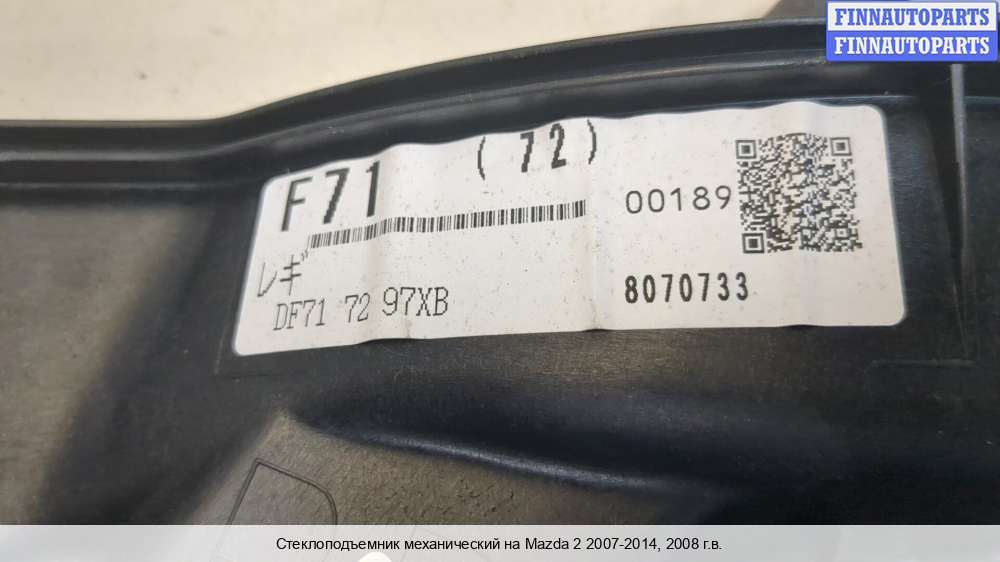 FINNAUTOPARTS
FINNAUTOPARTS
F71 (72)
00189
レギ
DF71 72 97XB
8070733
Стеклоподъемник механический на Mazda 2 2007-2014, 2008 г.в.